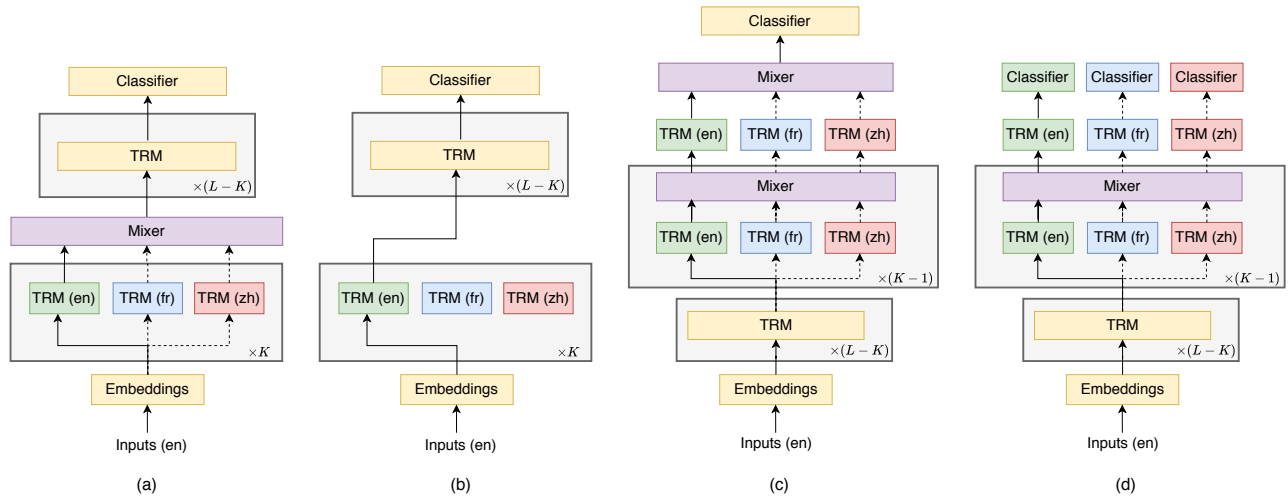 Classifier
TRM
×(L − K)
Mixer
TRM (en) TRM (fr) TRM (zh)
×K
Embeddings
Inputs (en)
(a)
Classifier
TRM
×(L − K)
TRM (en) TRM (fr) TRM (zh)
×K
Embeddings
Inputs (en)
(b)
Classifier
Mixer
TRM (en) TRM (fr) TRM (zh)
Mixer
TRM (en) TRM (fr) TRM (zh)
×(K − 1)
TRM
×(L − K)
Embeddings
Inputs (en)
(c)
Classifier Classifier Classifier
TRM (en) TRM (fr) TRM (zh)
Mixer
TRM (en) TRM (fr) TRM (zh)
×(K − 1)
TRM
×(L − K)
Embeddings
Inputs (en)
(d)